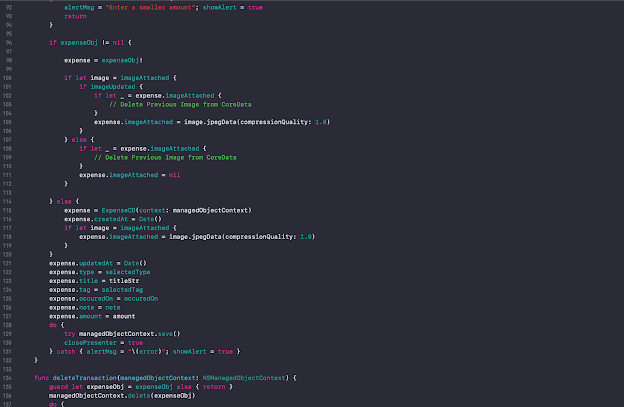 92 alertMsg = "Enter a smaller amount"; showAlert = true
93 return
94 }
95
96 if expenseObj != nil {
97
98 expense = expenseObj!
99
100 if let image = imageAttached {
101 if imageUpdated {
102 if let _ = expense.imageAttached {
103 // Delete Previous Image from CoreData
104 }
105 expense.imageAttached = image.jpegData(compressionQuality: 1.0)
106 }
107 } else {
108 if let _ = expense.imageAttached {
109 // Delete Previous Image from CoreData
110 }
111 expense.imageAttached = nil
112 }
113
114 } else {
115 expense = ExpenseCD(context: managedObjectContext)
116 expense.createdAt = Date()
117 if let image = imageAttached {
118 expense.imageAttached = image.jpegData(compressionQuality: 1.0)
119 }
120 }
121 expense.updatedAt = Date()
122 expense.type = selectedType
123 expense.title = titleStr
124 expense.tag = selectedTag
125 expense.occuredOn = occuredOn
126 expense.note = note
127 expense.amount = amount
128 do {
129 try managedObjectContext.save()
130 closePresenter = true
131 } catch { alertMsg = "\(error)"; showAlert = true }
132 }
133
134 func deleteTransaction(managedObjectContext: NSManagedObjectContext) {
135 guard let expenseObj = expenseObj else { return }
136 managedObjectContext.delete(expenseObj)
137 do {